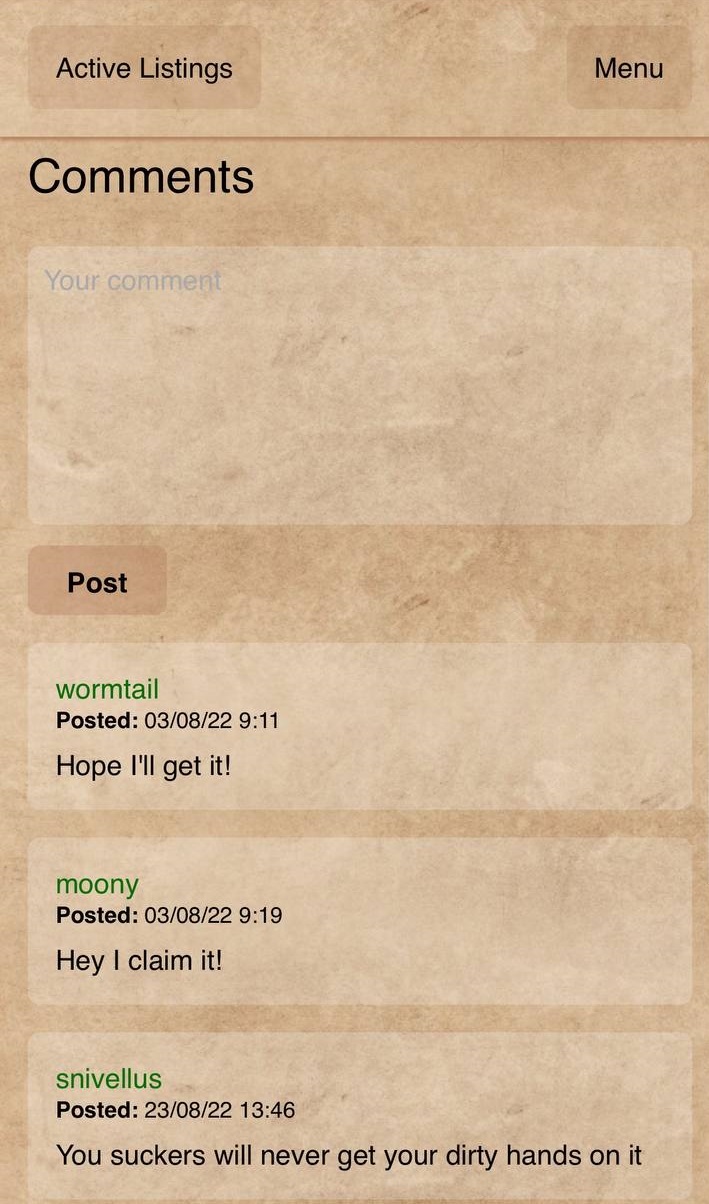 Active Listings
Menu
Comments
Your comment
Post
wormtail
Posted: 03/08/22 9:11
Hope I'll get it!
moony
Posted: 03/08/22 9:19
Hey I claim it!
snivellus
Posted: 23/08/22 13:46
You suckers will never get your dirty hands on it